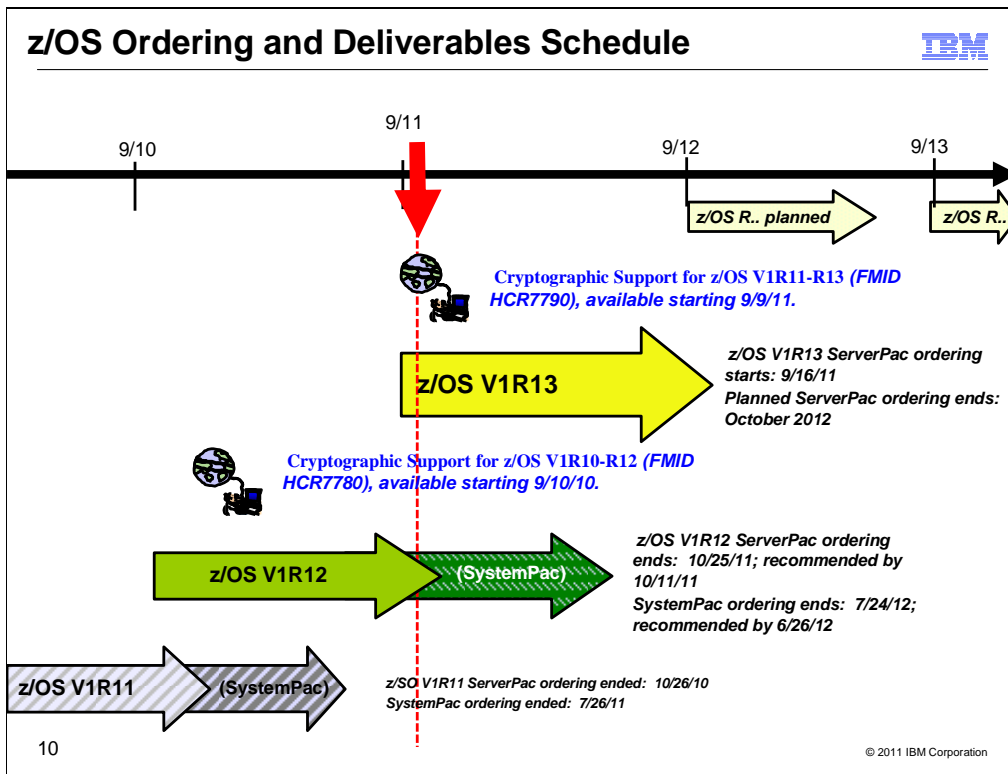 z/OS Ordering and Deliverables Schedule
IBM
9/10
9/11
9/12
9/13
z/OS R.. planned
z/OS R..
Cryptographic Support for z/OS V1R11-R13 (FMID
HCR7790), available starting 9/9/11.
z/OS V1R13
z/OS V1R13 ServerPac ordering
starts: 9/16/11
Planned ServerPac ordering ends:
October 2012
Cryptographic Support for z/OS V1R10-R12 (FMID
HCR7780), available starting 9/10/10.
z/OS V1R12
(SystemPac)
z/OS V1R12 ServerPac ordering
ends: 10/25/11; recommended by
10/11/11
SystemPac ordering ends: 7/24/12;
recommended by 6/26/12
z/OS V1R11
(SystemPac)
z/SO V1R11 ServerPac ordering ended: 10/26/10
SystemPac ordering ended: 7/26/11
10
© 2011 IBM Corporation